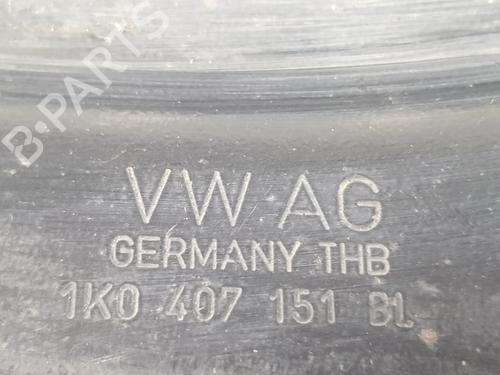 B-PARTS
VW AG
GERMANY THB
1K0 407 151 BL